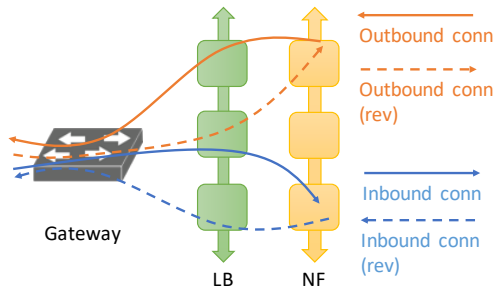 Outbound conn
Outbound conn
(rev)
Inbound conn
Inbound conn
(rev)
Gateway
LB
NF